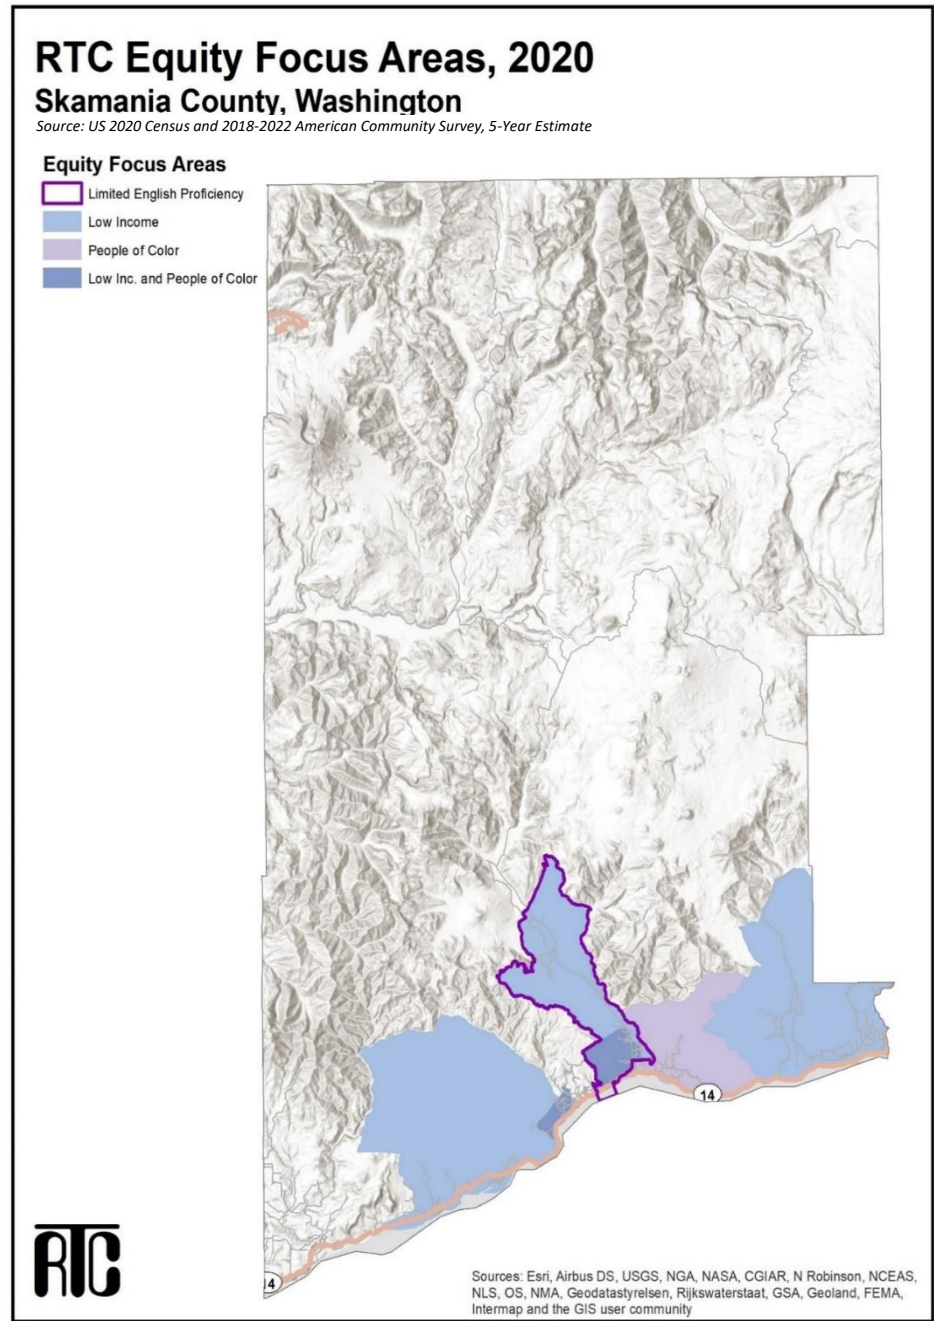 RTC Equity Focus Areas, 2020
Skamania County, Washington
Source: US 2020 Census and 2018-2022 American Community Survey, 5-Year Estimate
Equity Focus Areas
Limited English Proficiency
Low Income
People of Color
Low Inc. and People of Color
14
14
RTC
Sources: Esri, Airbus DS, USGS, NGA, NASA, CGIAR, N Robinson, NCEAS,
NLS, OS, NMA, Geodatastyrelsen, Rijkswaterstaat, GSA, Geoland, FEMA,
Intermap and the GIS user community